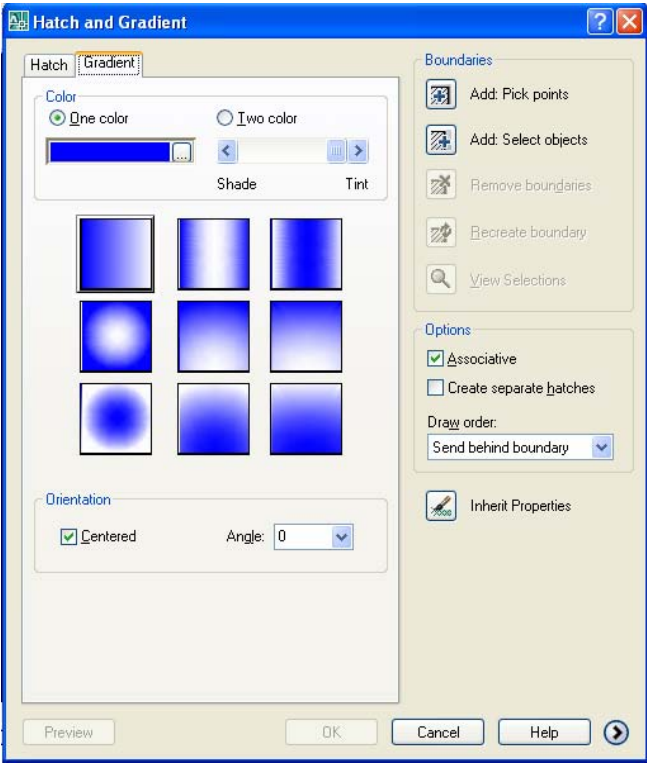 Hatch and Gradient
Hatch
Gradient
Color
One color
Two color
...
Shade
Tint
Orientation
Centered
Angle: 0
Boundaries
Add: Pick points
Add: Select objects
Remove boundaries
Recreate boundary
View Selections
Options
Associative
Create separate hatches
Draw order:
Send behind boundary
Inherit Properties
Preview
OK
Cancel
Help